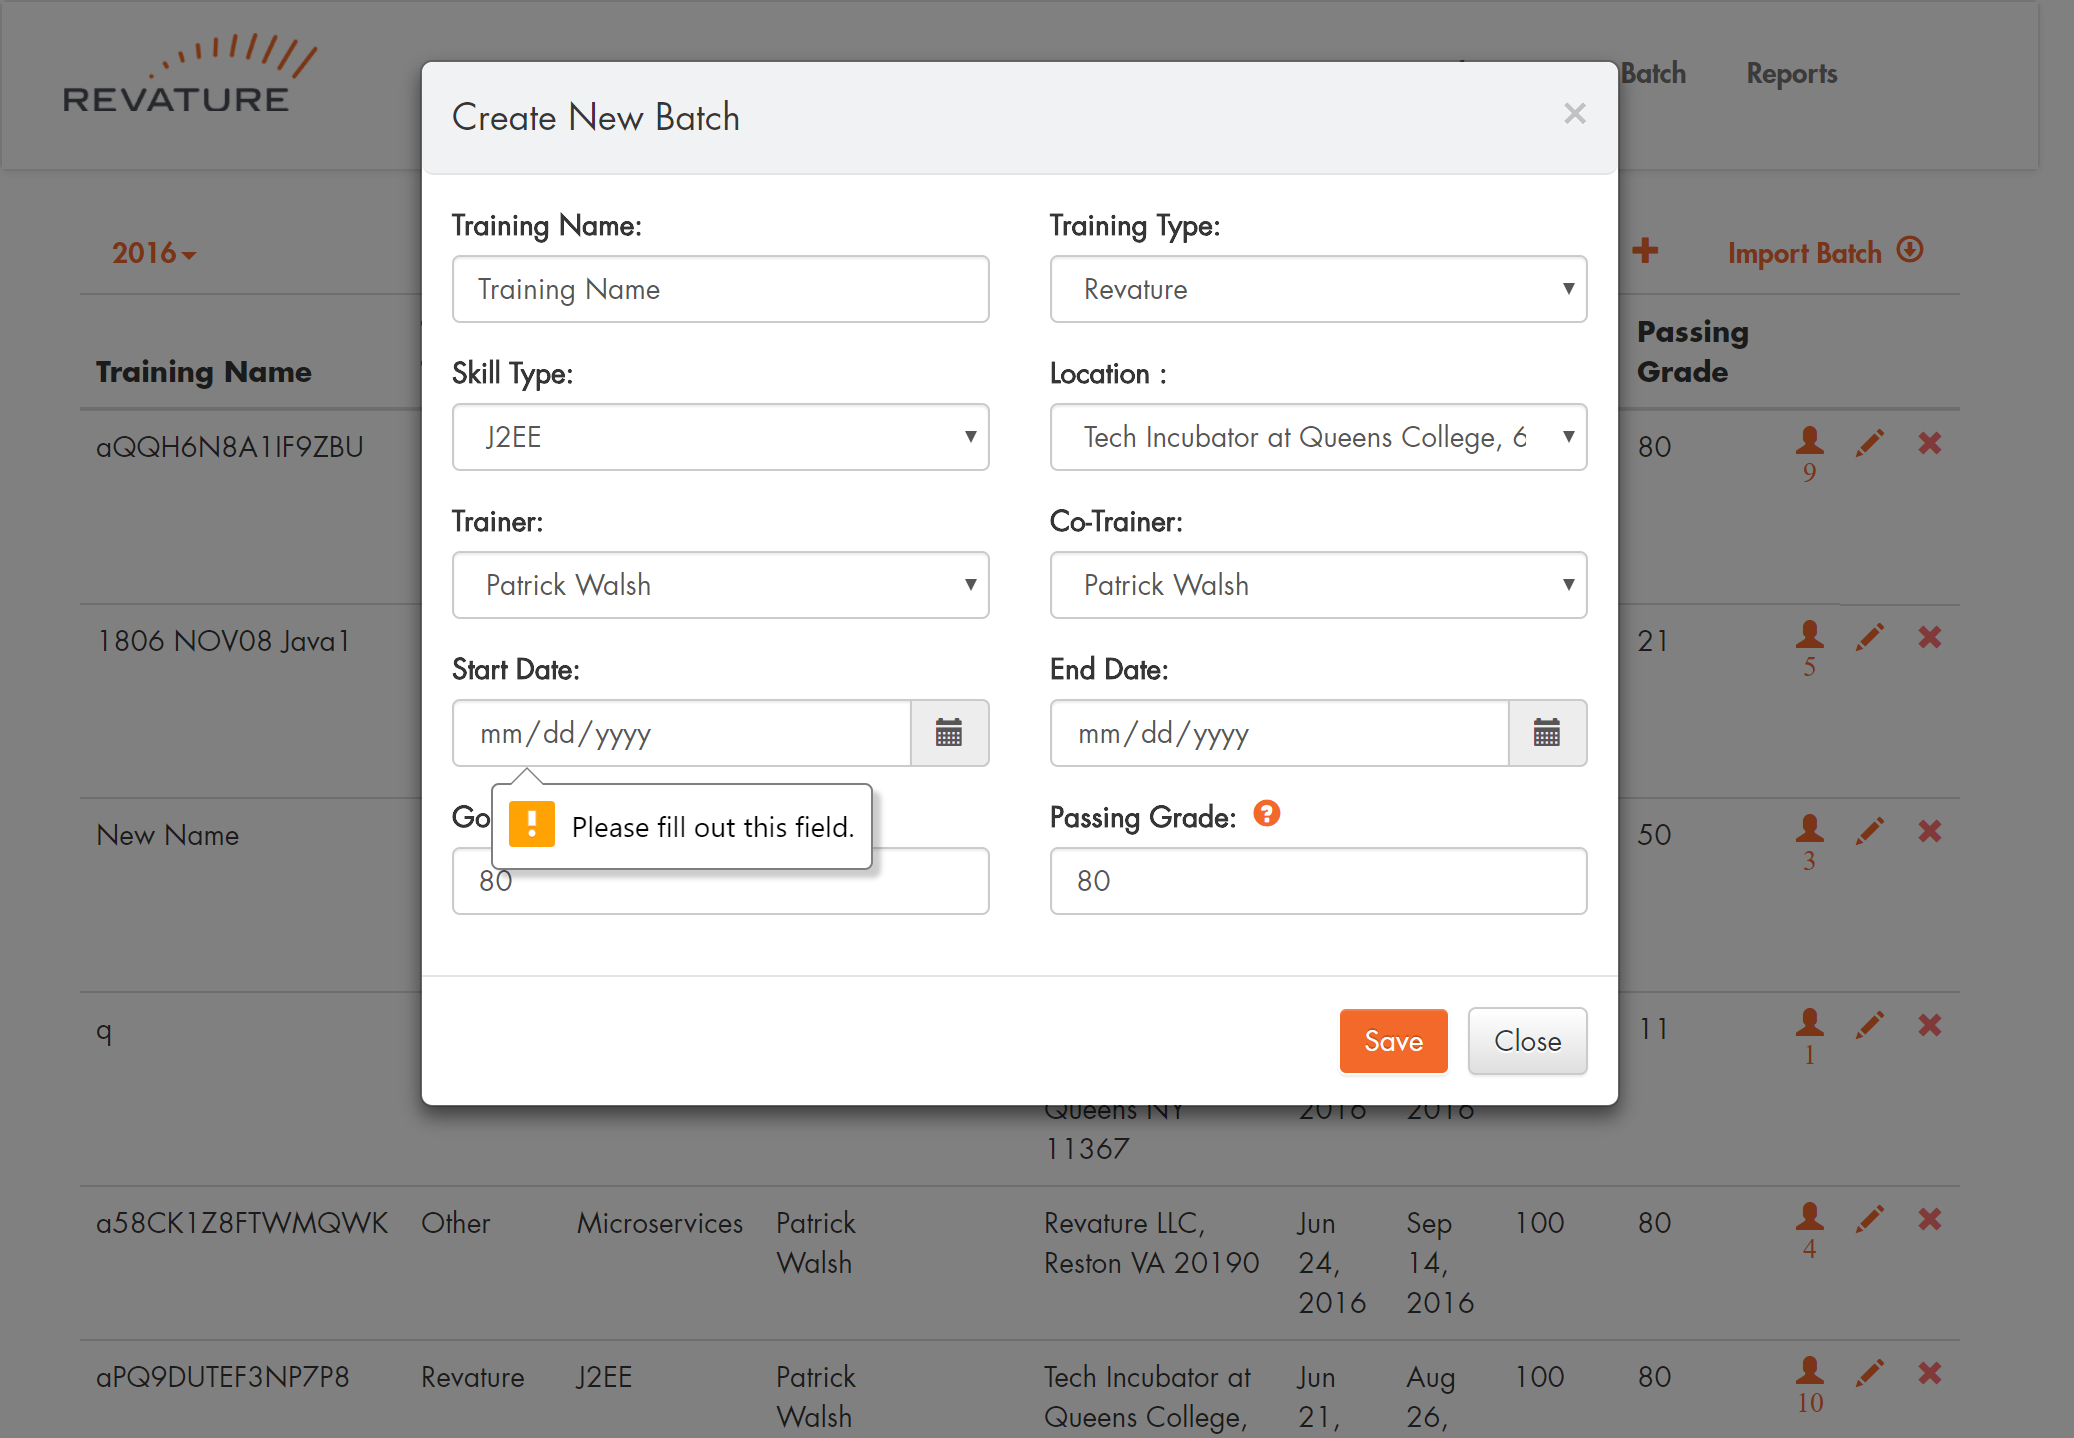 REVATURE
Batch
Reports
2016
Import Batch
Training Name
Passing
Grade
aQQH6N8A1IF9ZBU
80
9
1806 NOV08 Java1
21
5
New Name
50
3
q
11
1
Create New Batch
Training Name:
Training Type:
Training Name
Revature
Skill Type:
Location :
J2EE
Tech Incubator at Queens College, 6
Trainer:
Co-Trainer:
Patrick Walsh
Patrick Walsh
Start Date:
End Date:
mm/dd/yyyy
mm/dd/yyyy
Please fill out this field.
Passing Grade:
80
80
Save
Close
Queens NY
2016
2016
11367
a58CK1Z8FTWMQWK
Other
Microservices
Patrick
Walsh
Revature LLC,
Reston VA 20190
Jun
24,
2016
Sep
14,
2016
100
80
4
aPQ9DUTEF3NP7P8
Revature
J2EE
Patrick
Walsh
Tech Incubator at
Queens College,
Jun
21,
Aug
26,
100
80
10